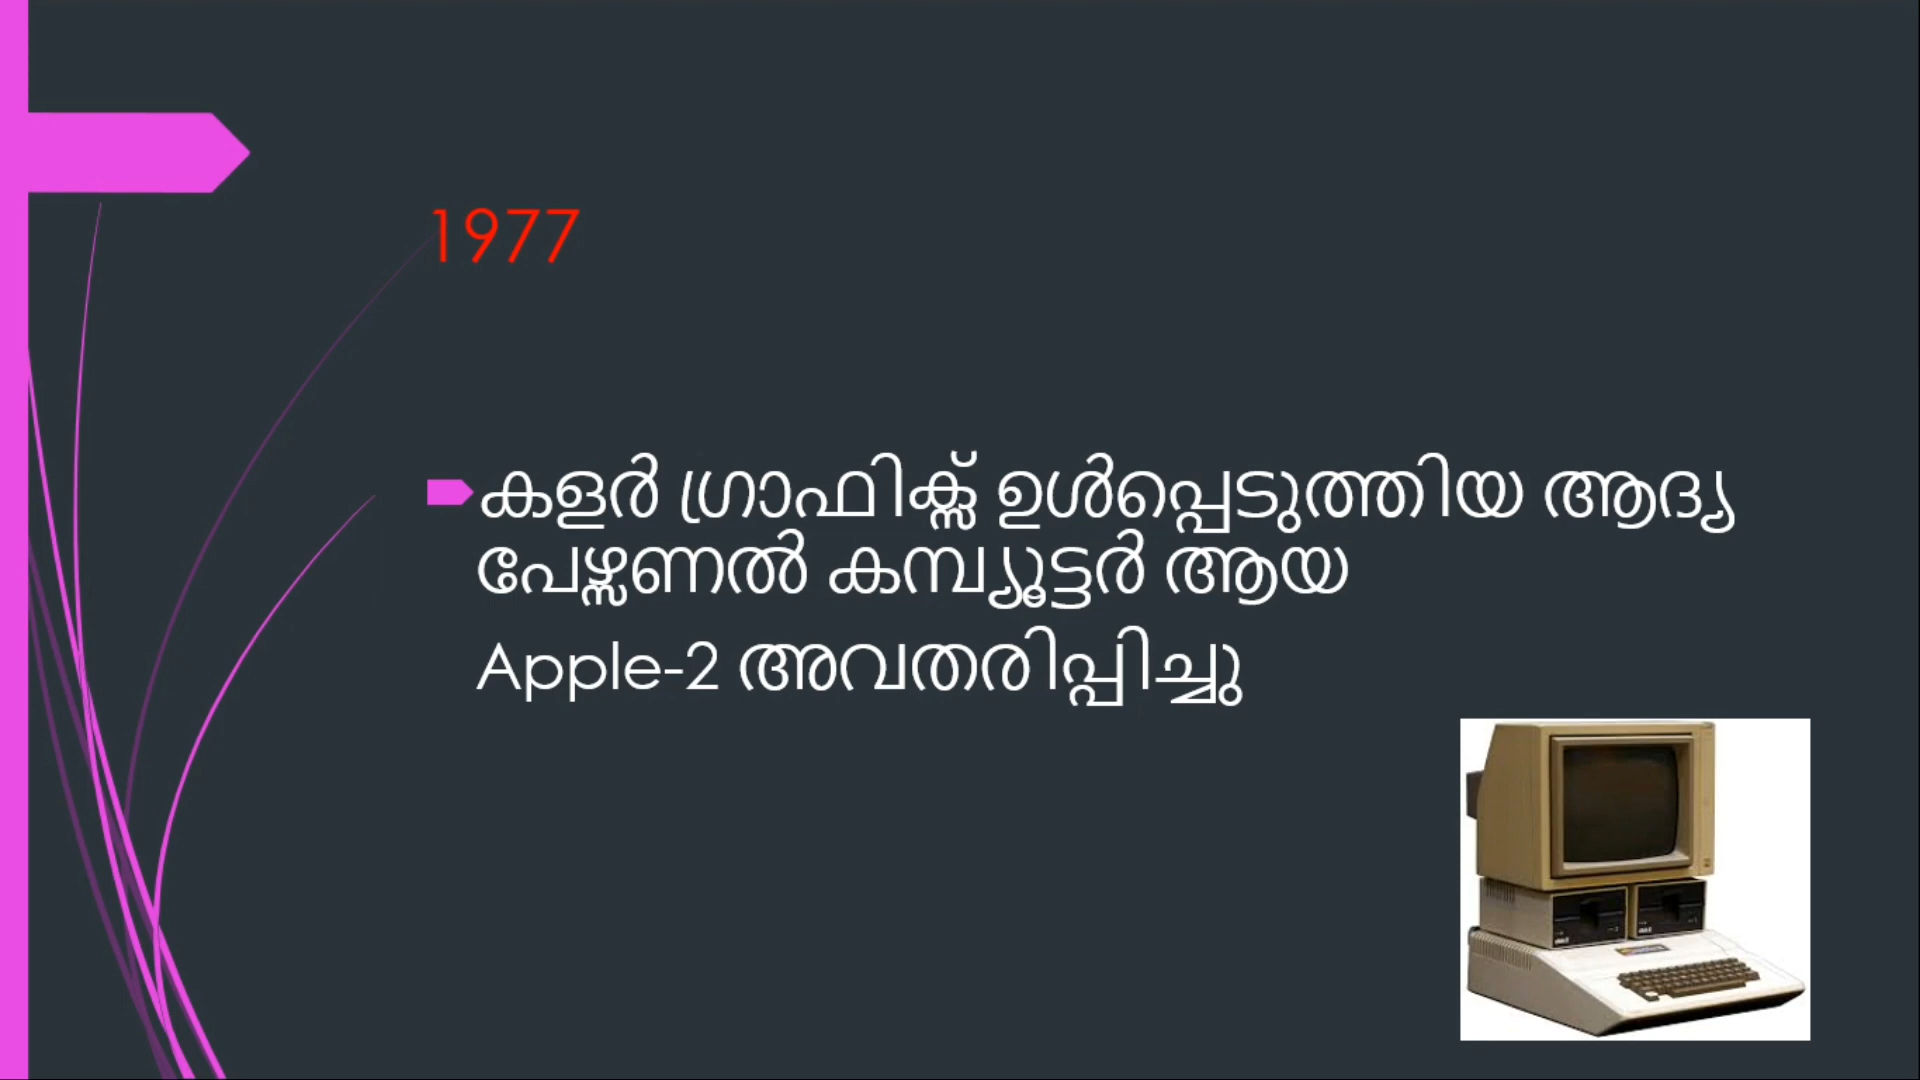 1977
കളർ ഗ്രാഫിക്സ് ഉൾപ്പെടുത്തിയ ആദ്യ
പേഴ്സണൽ കമ്പ്യൂട്ടർ ആയ
Apple-2 അവതരിപ്പിച്ചു